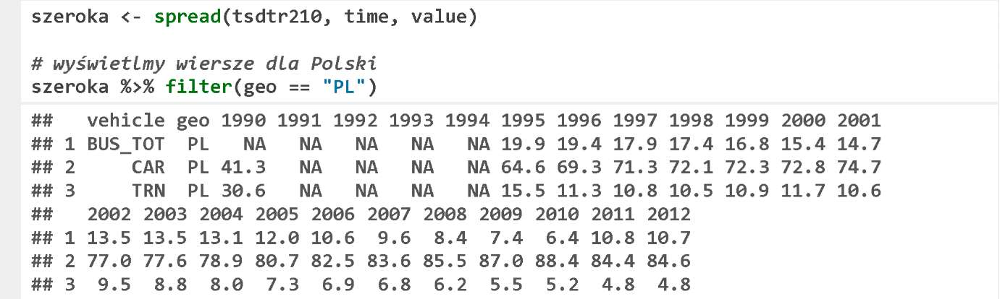 szeroka <- spread(tsdtr210, time, value)
# wyświetlmy wiersze dla Polski
szeroka %>% filter(geo == "PL")
##   vehicle geo 1990 1991 1992 1993 1994 1995 1996 1997 1998 1999 2000 2001
## 1 BUS_TOT  PL   NA   NA   NA   NA   NA 19.9 19.4 17.9 17.4 16.8 15.4 14.7
## 2     CAR  PL 41.3   NA   NA   NA   NA 64.6 69.3 71.3 72.1 72.3 72.8 74.7
## 3     TRN  PL 30.6   NA   NA   NA   NA 15.5 11.3 10.8 10.5 10.9 11.7 10.6
##   2002 2003 2004 2005 2006 2007 2008 2009 2010 2011 2012
## 1 13.5 13.5 13.1 12.0 10.6  9.6  8.4  7.4  6.4 10.8 10.7
## 2 77.0 77.6 78.9 80.7 82.5 83.6 85.5 87.0 88.4 84.4 84.6
## 3  9.5  8.8  8.0  7.3  6.9  6.8  6.2  5.5  5.2  4.8  4.8